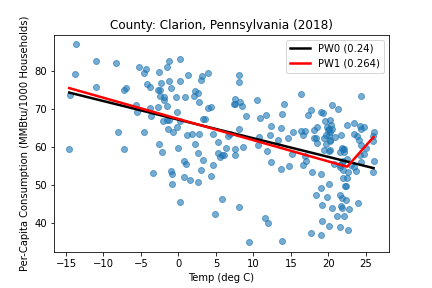 County: Clarion, Pennsylvania (2018)
PW0 (0.24)
PW1 (0.264)
Per-Capita Consumption (MMBtu/1000 Households)
80
70
60
50
40
−15 −10 −5 0 5 10 15 20 25
Temp (deg C)